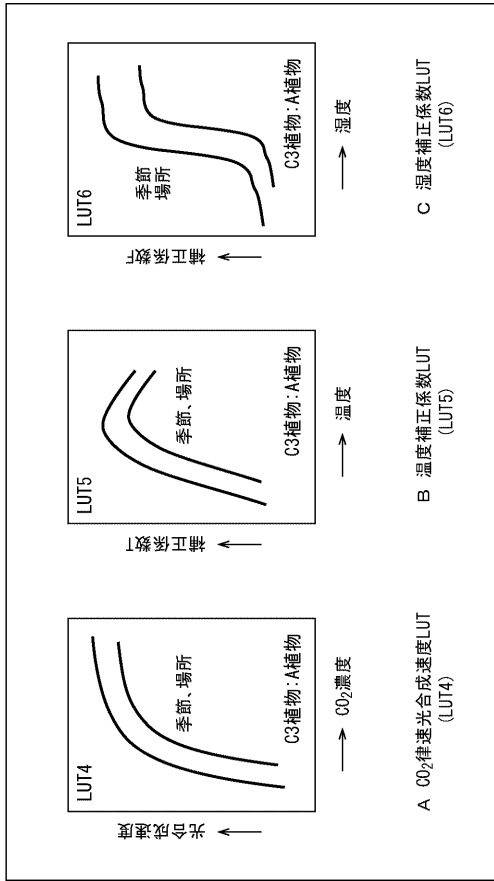 LUT4
光合成速度
季節、場所
C3植物:A植物
CO₂濃度
A CO₂律速光合成速度LUT
(LUT4)
LUT5
補正係数T
季節、場所
C3植物:A植物
温度
B 温度補正係数LUT
(LUT5)
LUT6
補正係数F
季節
場所
C3植物:A植物
湿度
C 湿度補正係数LUT
(LUT6)